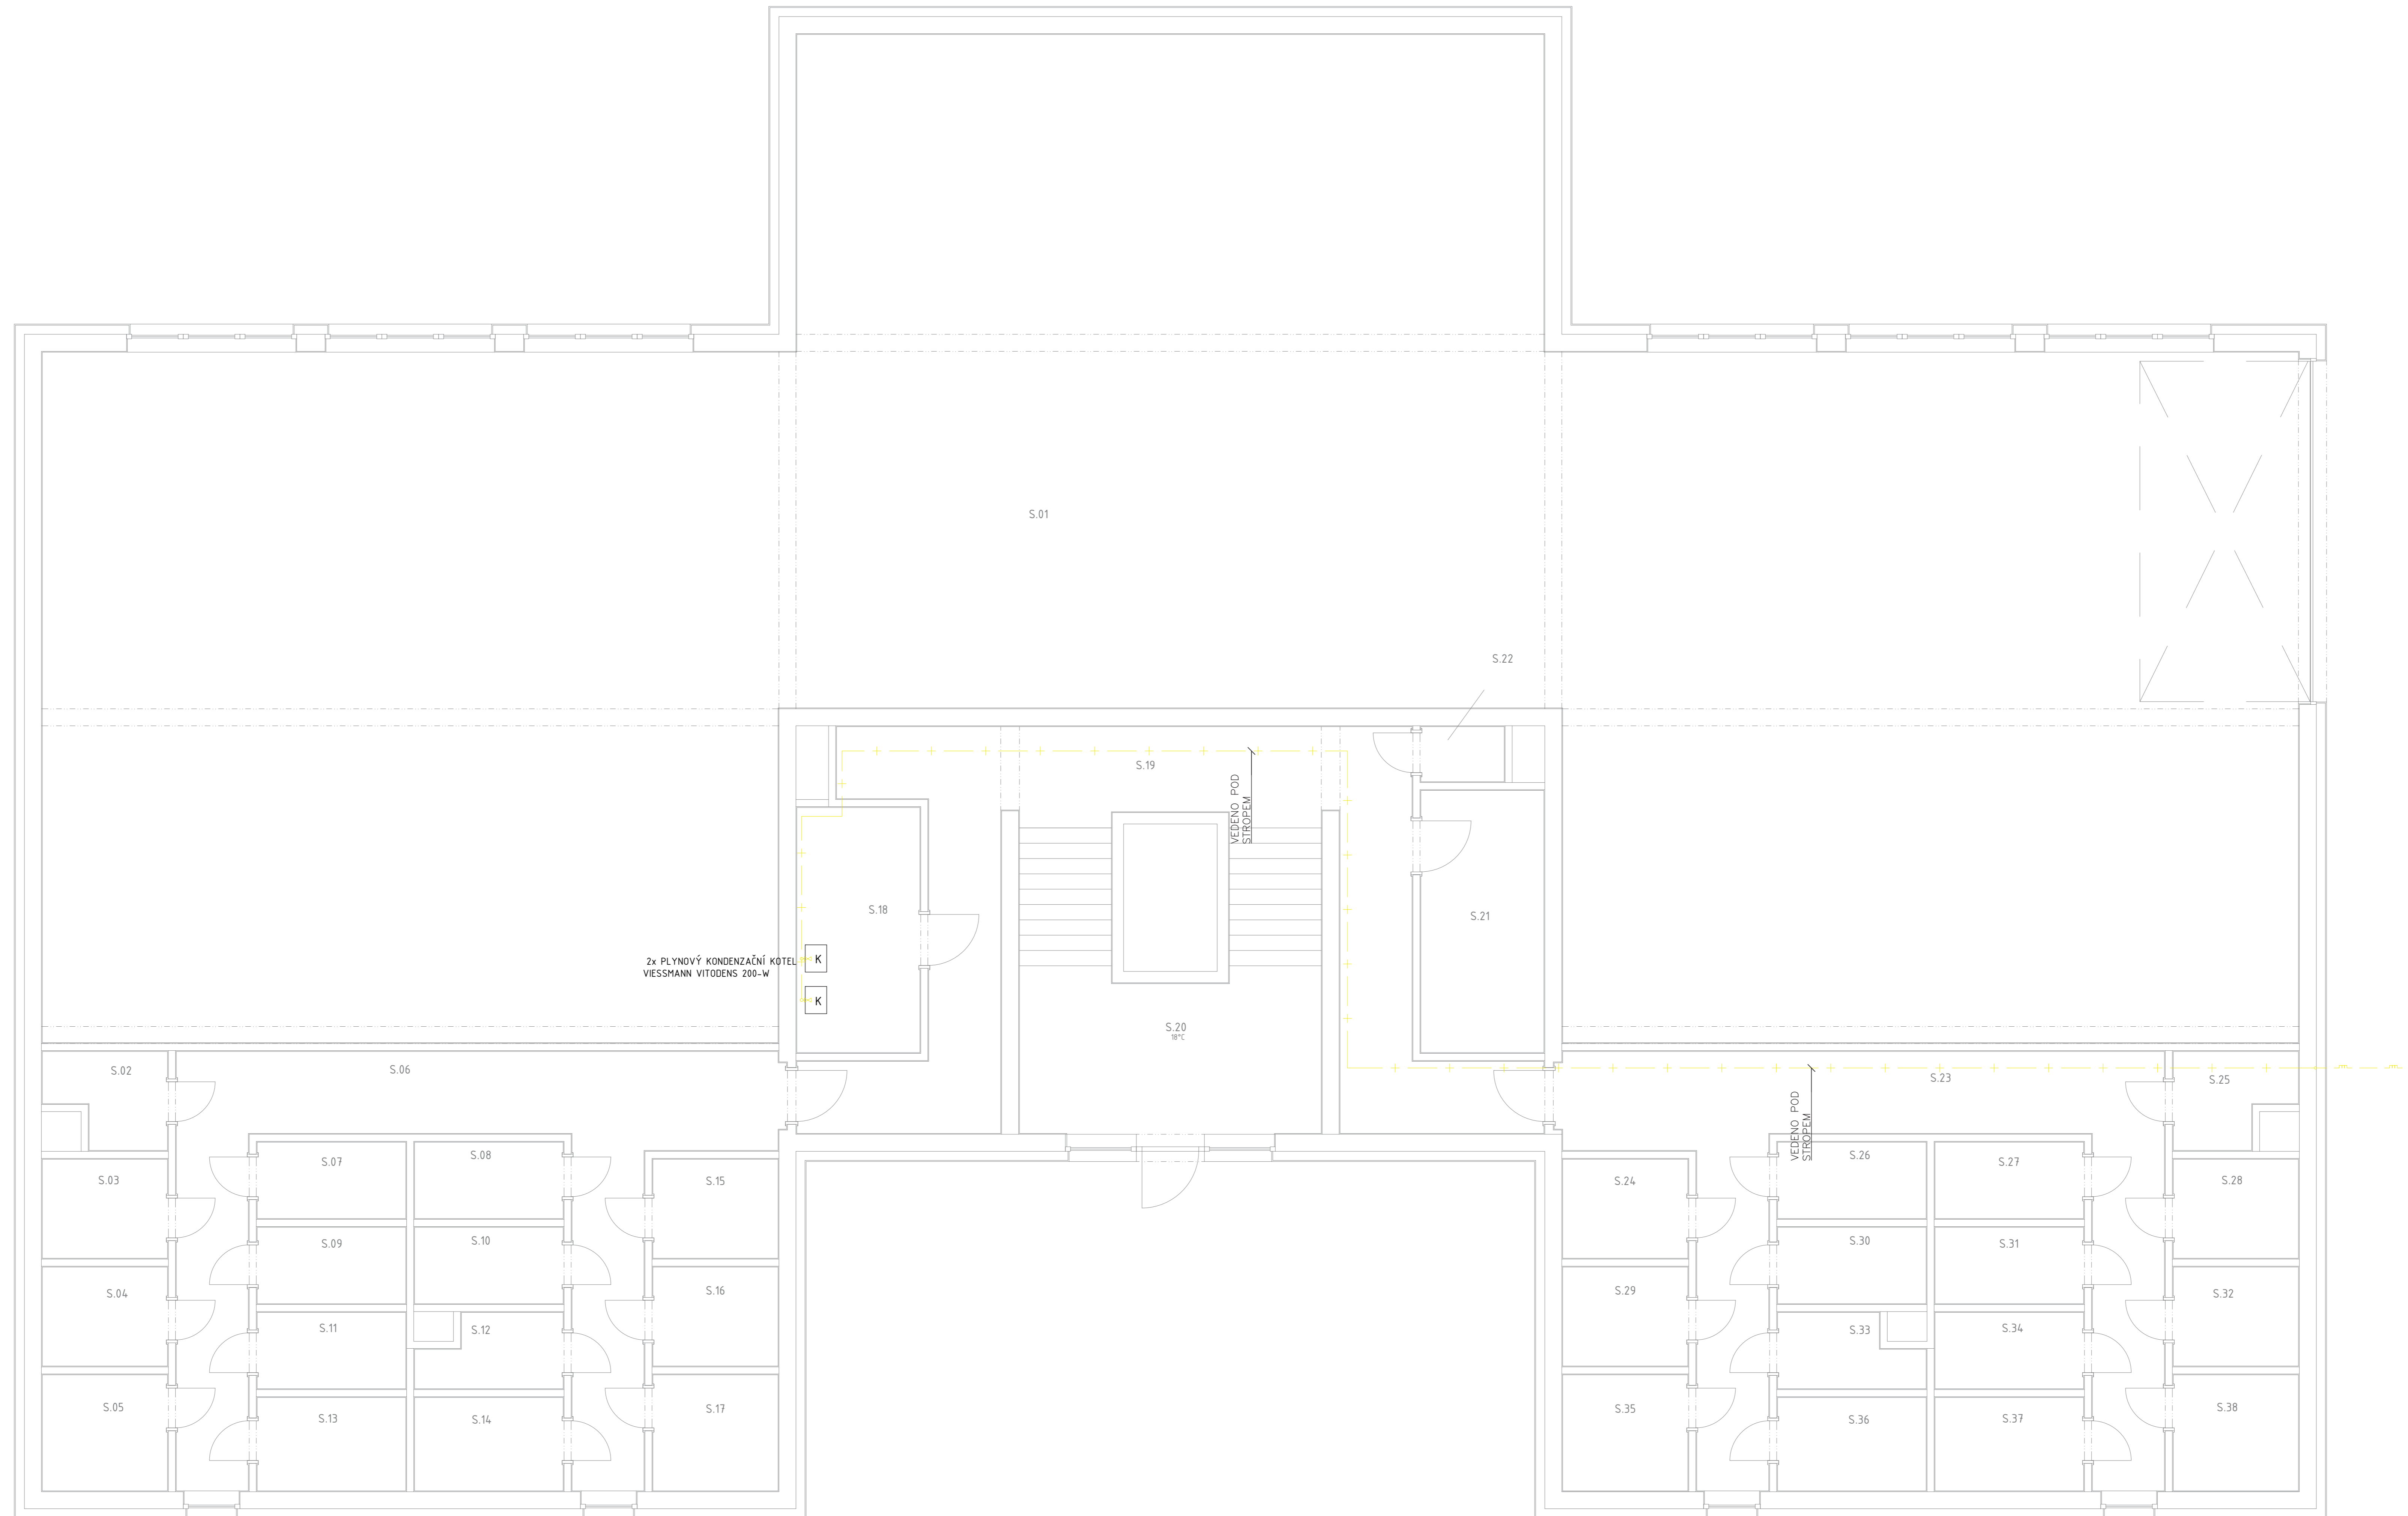 S.01
S.22
S.19
VEDENO POD
STROPEM
S.18
S.21
2x PLYNOVÝ KONDENZAČNÍ KOTEL
VIESSMANN VITODENS 200-W
K
K
S.20
18°C
S.02
S.06
S.23
S.25
VEDENO POD
STROPEM
S.03
S.07
S.08
S.15
S.24
S.26
S.27
S.28
S.04
S.09
S.10
S.16
S.29
S.30
S.31
S.32
S.11
S.12
S.33
S.34
S.05
S.13
S.14
S.17
S.35
S.36
S.37
S.38